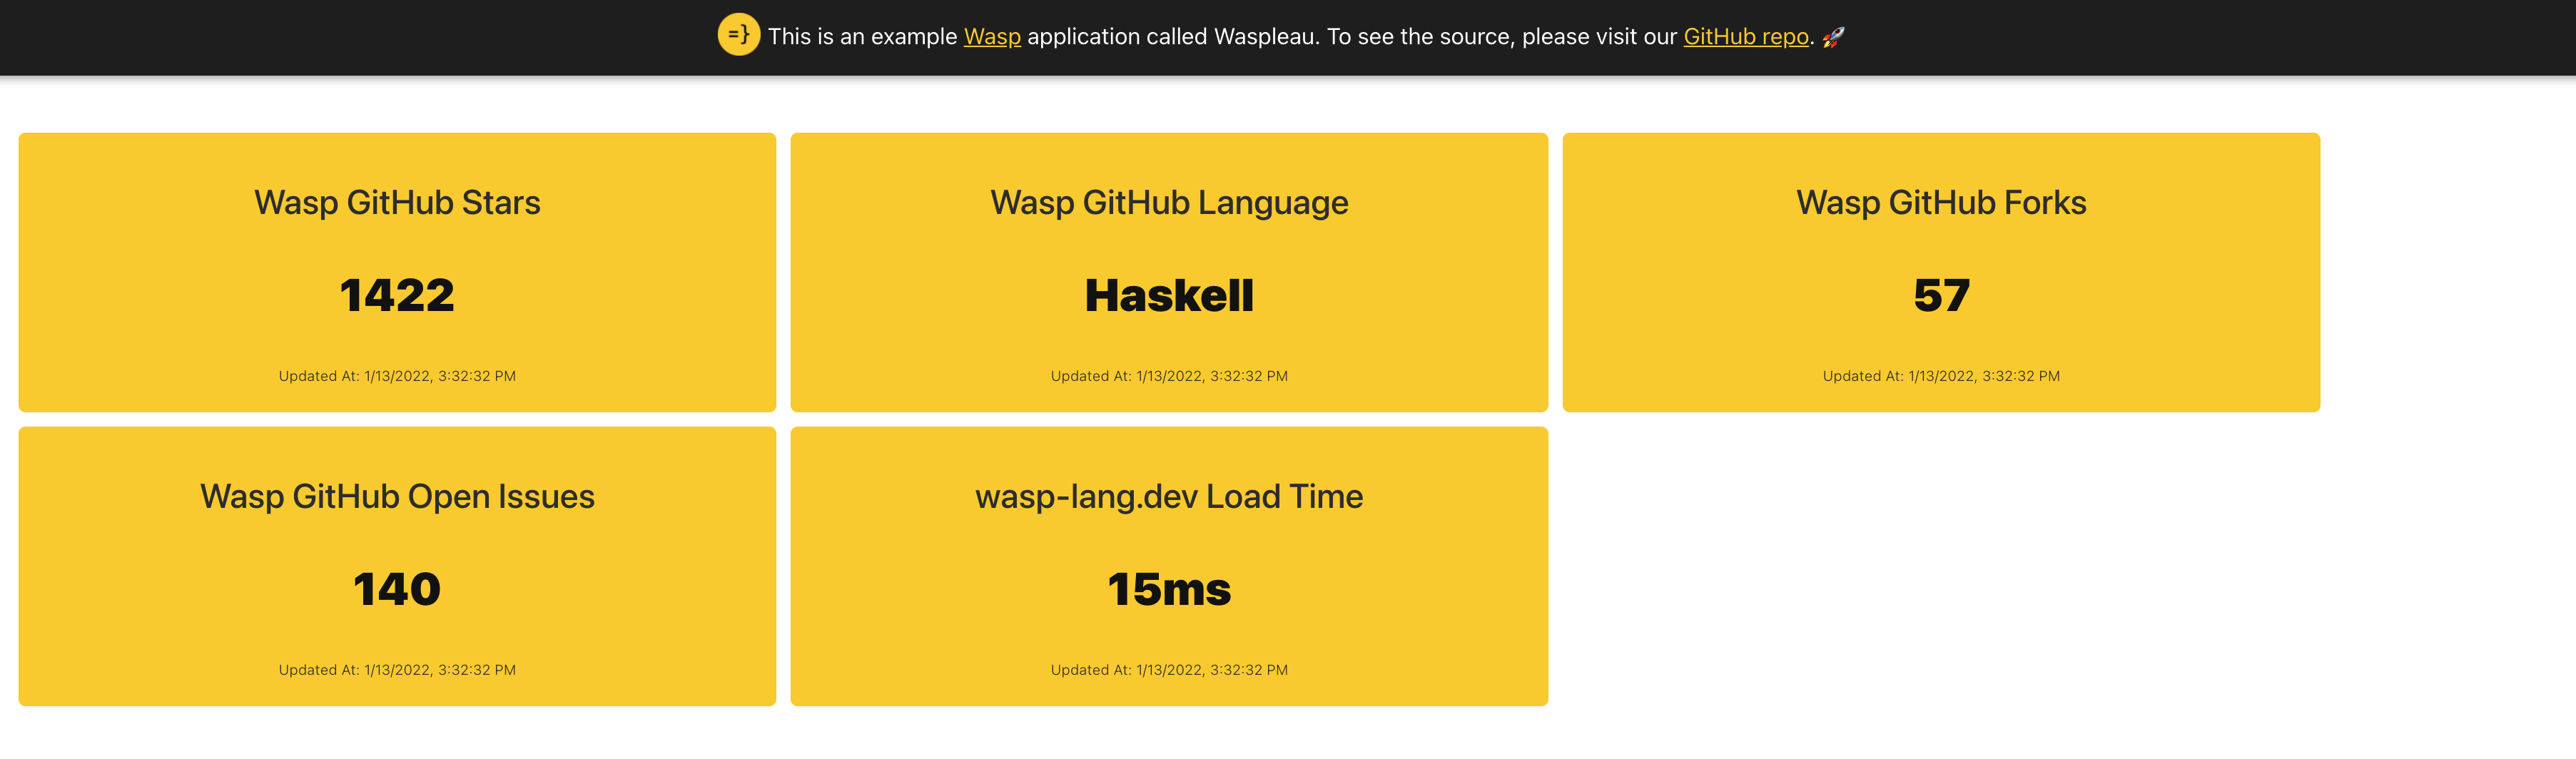 =} This is an example Wasp application called Waspleau. To see the source, please visit our GitHub repo. 🚀
Wasp GitHub Stars
1422
Updated At: 1/13/2022, 3:32:32 PM
Wasp GitHub Language
Haskell
Updated At: 1/13/2022, 3:32:32 PM
Wasp GitHub Forks
57
Updated At: 1/13/2022, 3:32:32 PM
Wasp GitHub Open Issues
140
Updated At: 1/13/2022, 3:32:32 PM
wasp-lang.dev Load Time
15ms
Updated At: 1/13/2022, 3:32:32 PM